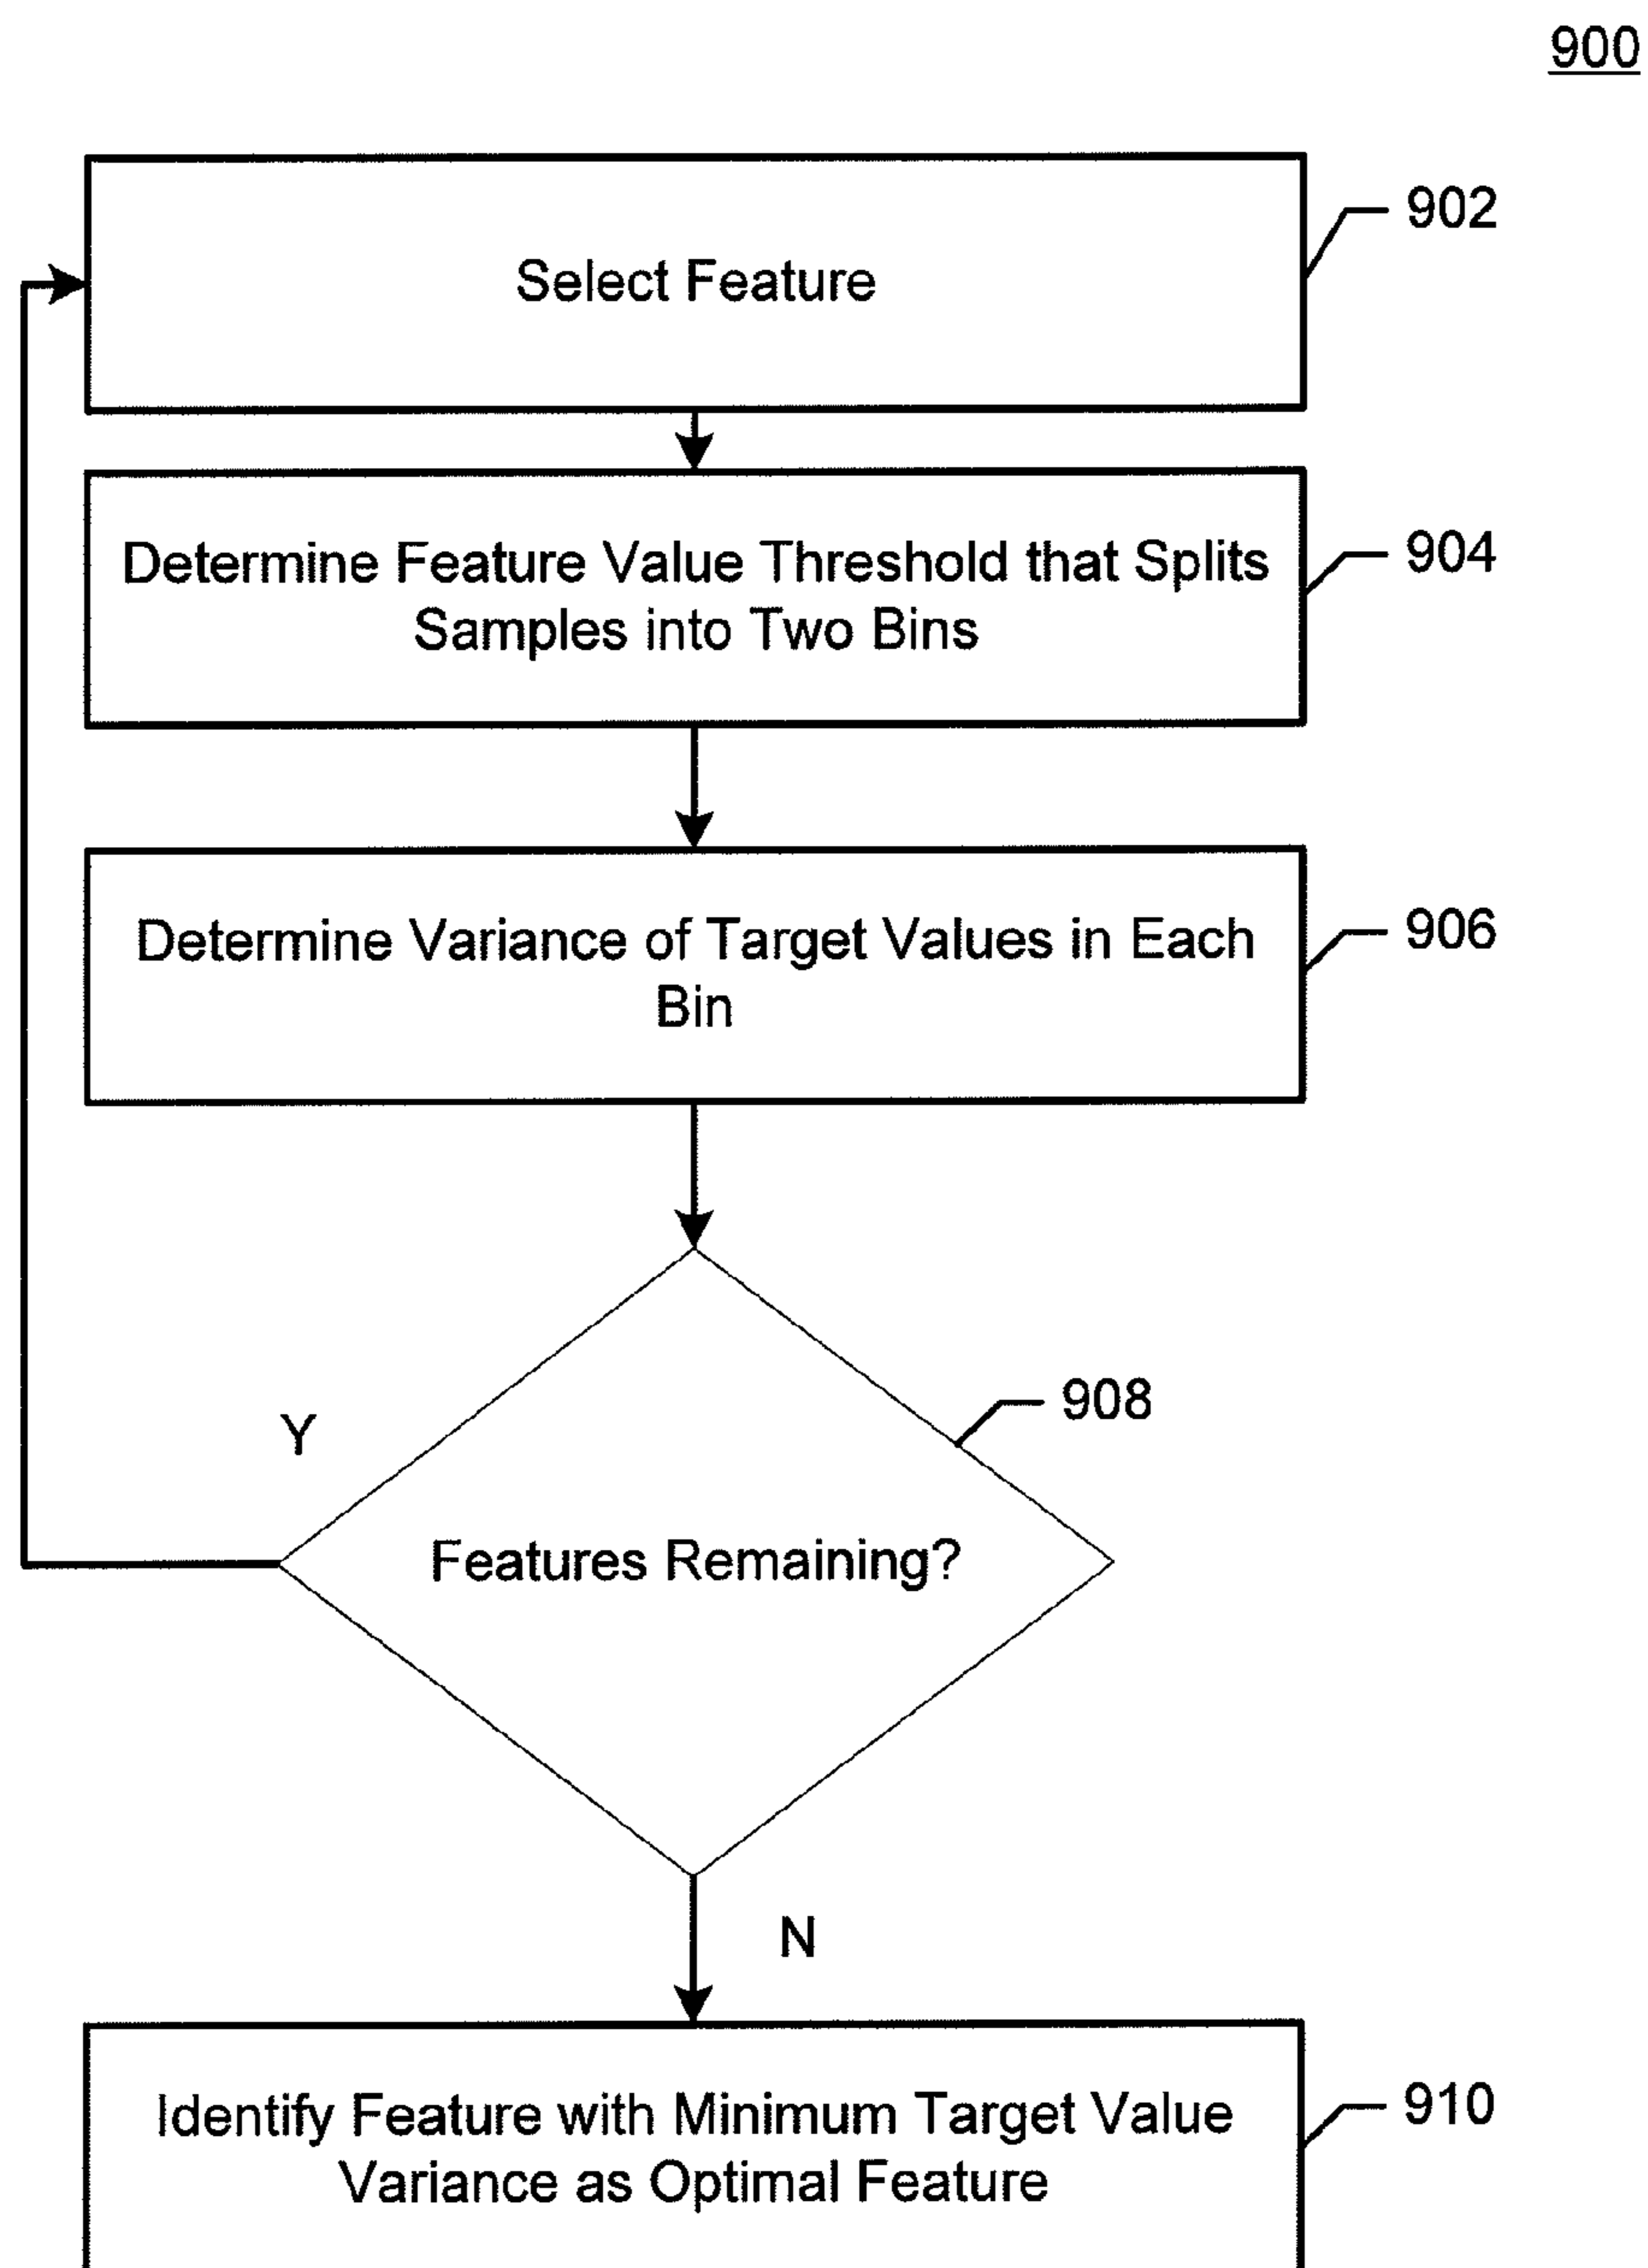 900
Select Feature
902
Determine Feature Value Threshold that Splits
Samples into Two Bins
904
Determine Variance of Target Values in Each
Bin
906
908
Y
Features Remaining?
N
Identify Feature with Minimum Target Value
Variance as Optimal Feature
910